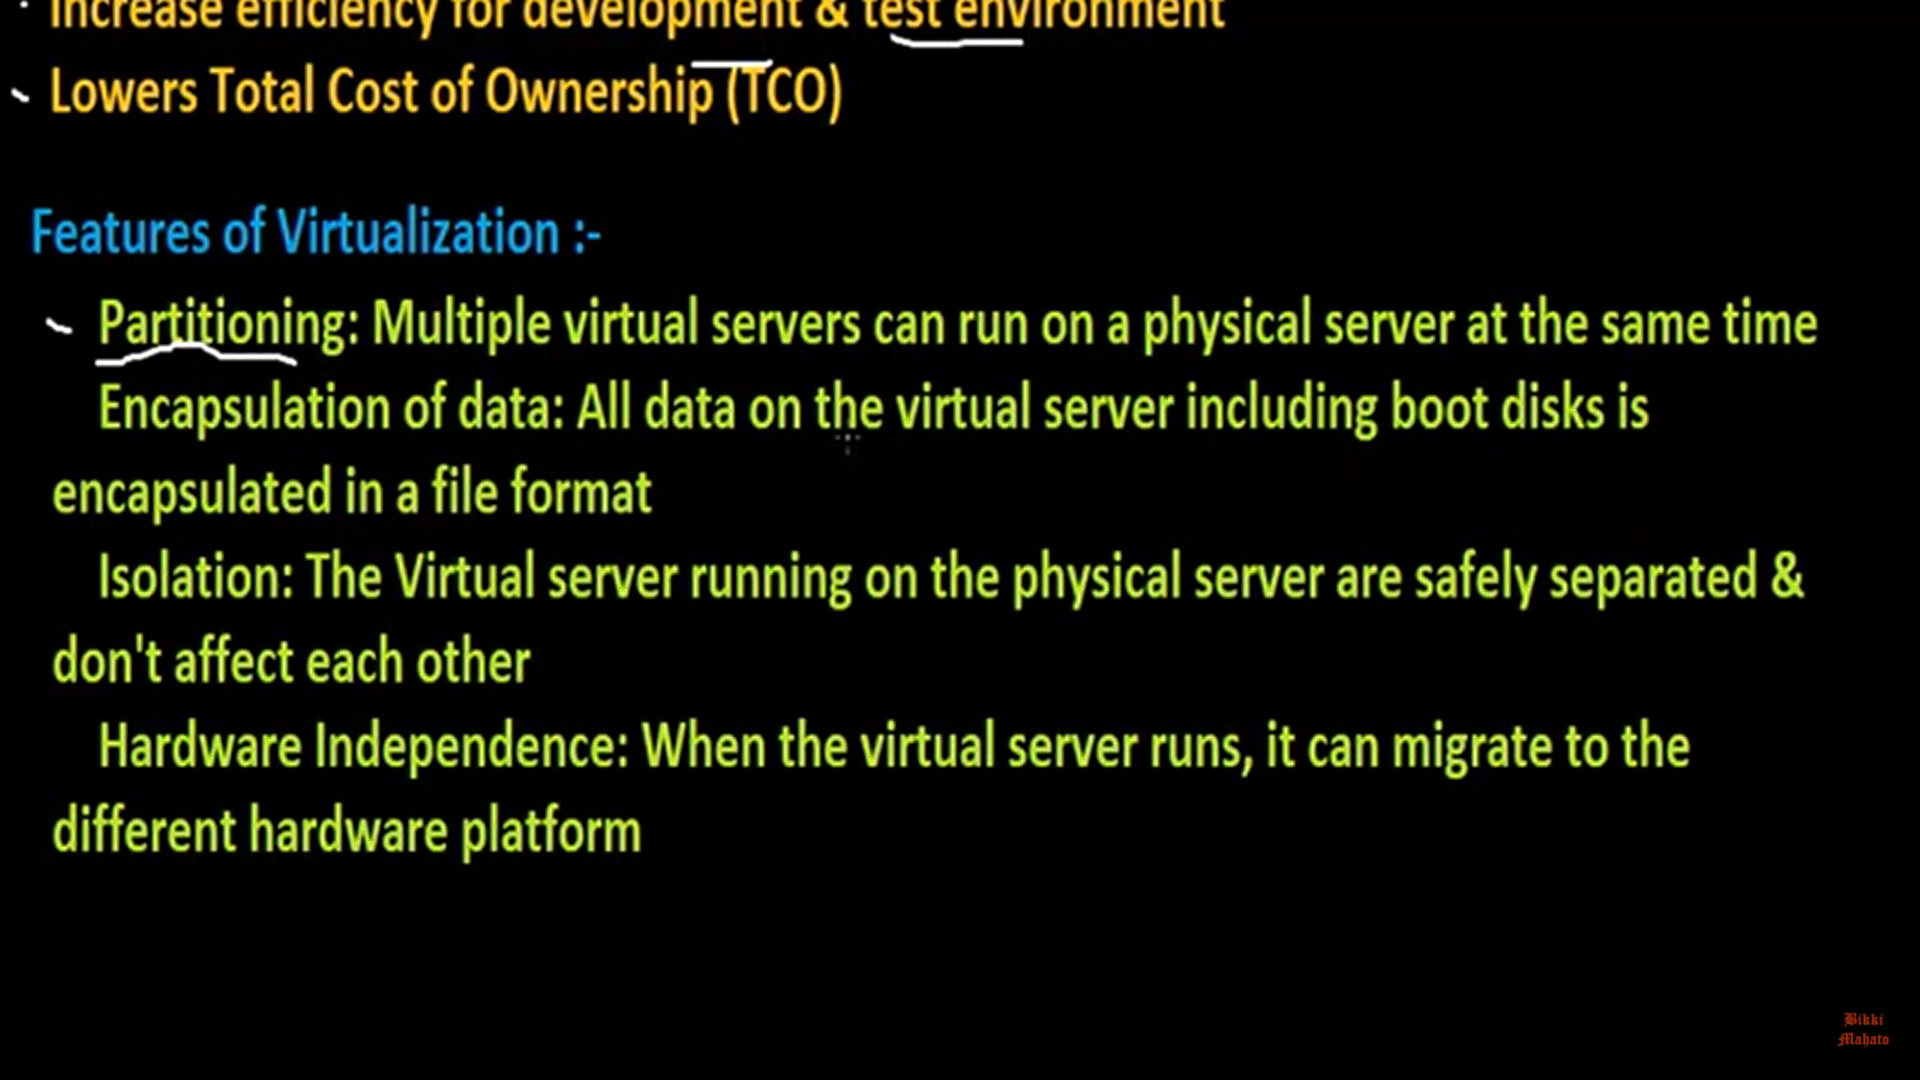 Increase efficiency for development & test environment
Lowers Total Cost of Ownership (TCO)
Features of Virtualization :-
Partitioning: Multiple virtual servers can run on a physical server at the same time
Encapsulation of data: All data on the virtual server including boot disks is
encapsulated in a file format
Isolation: The Virtual server running on the physical server are safely separated &
don't affect each other
Hardware Independence: When the virtual server runs, it can migrate to the
different hardware platform
Bikki
Mahato